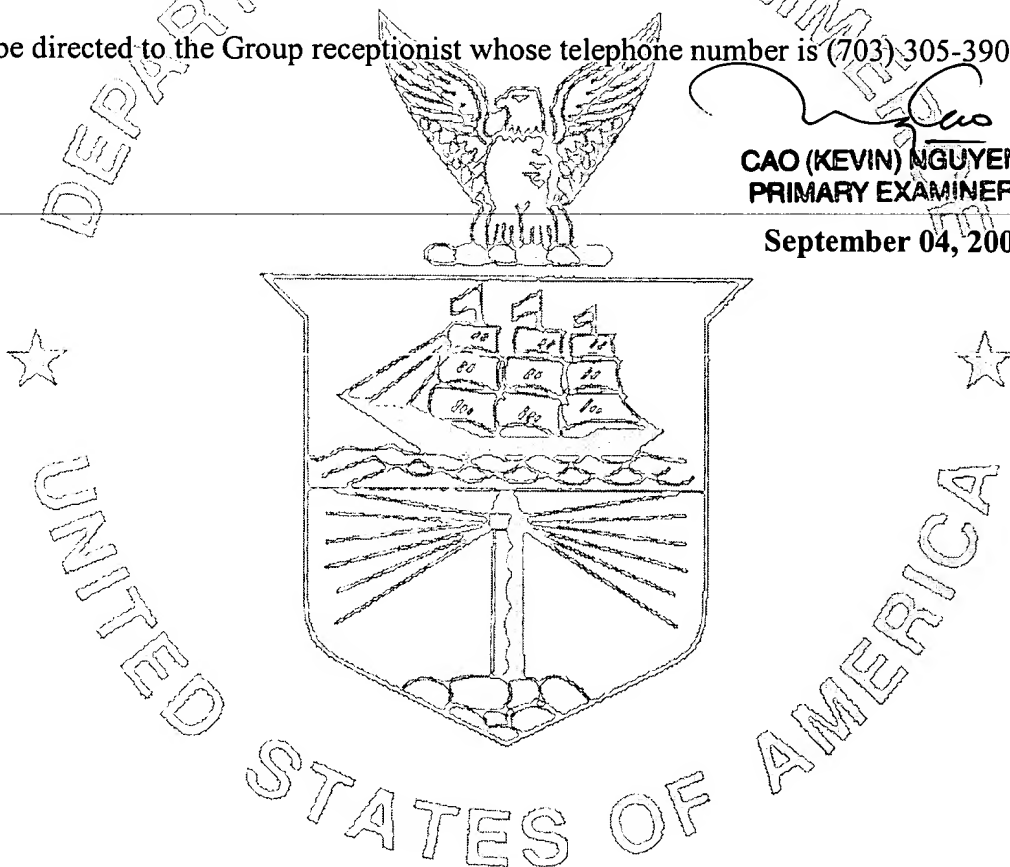 be directed to the Group receptionist whose telephone number is (703) 305-390
CAO (KEVIN) NGUYEN
PRIMARY EXAMINER
September 04, 200
DEPAR
UNITED STATES OF AMERICA